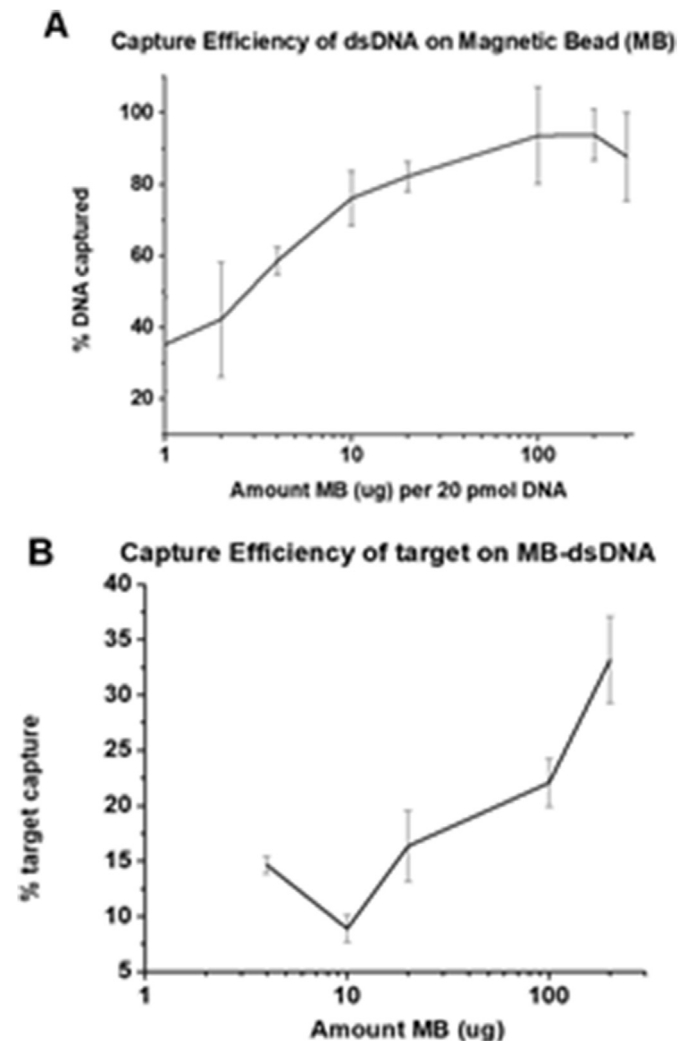 A
Capture Efficiency of dsDNA on Magnetic Bead (MB)
100
80
60
40
20
% DNA captured
1 10 100
Amount MB (ug) per 20 pmol DNA
B
Capture Efficiency of target on MB-dsDNA
40
35
30
25
20
15
10
5
% target capture
1 10 100
Amount MB (ug)